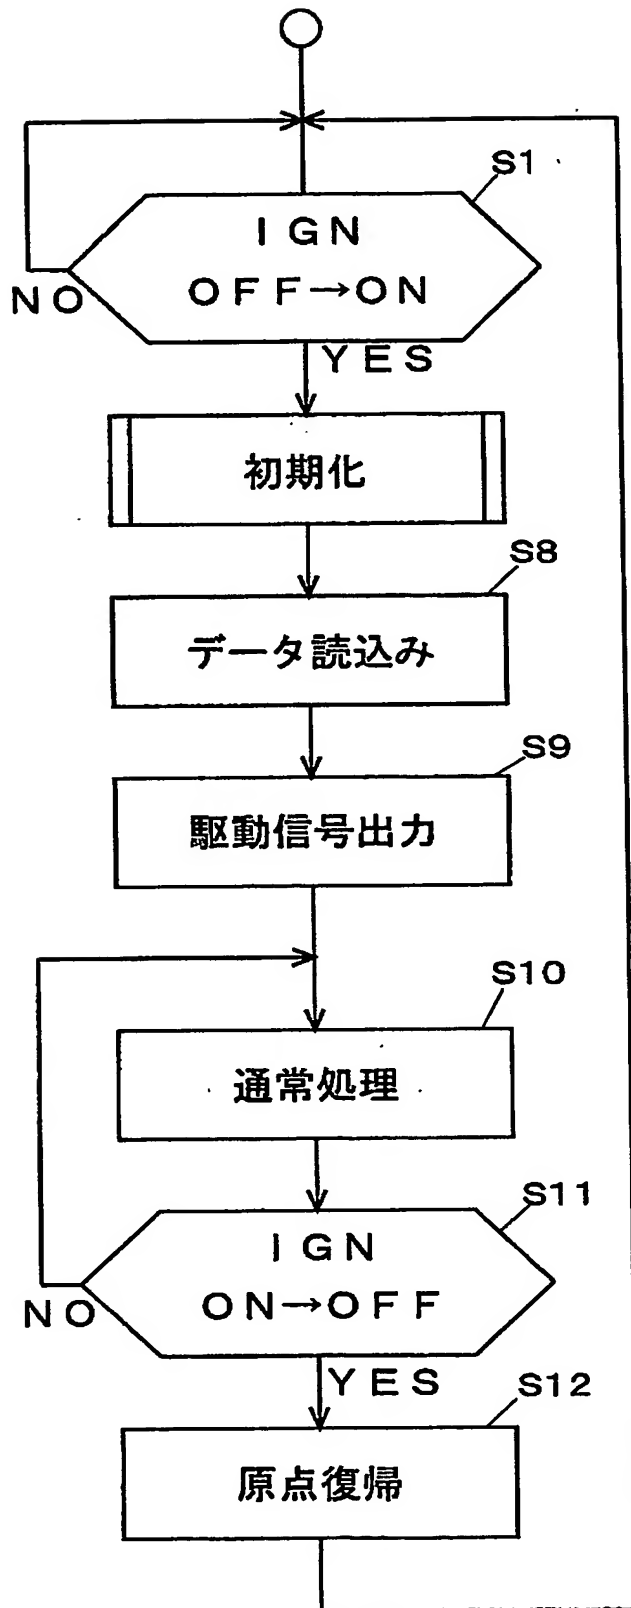 S1
IGN
OFF→ON
NO
YES
初期化
S8
データ読込み
S9
駆動信号出力
S10
通常処理
S11
IGN
ON→OFF
NO
YES
S12
原点復帰